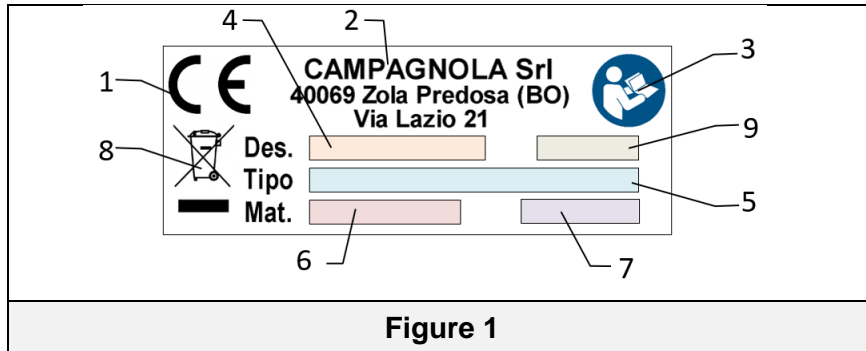 4
2
3
1
CE
CAMPAGNOLA Srl
40069 Zola Predosa (BO)
Via Lazio 21
9
8
Des.
Tipo
5
Mat.
6
7
Figure 1